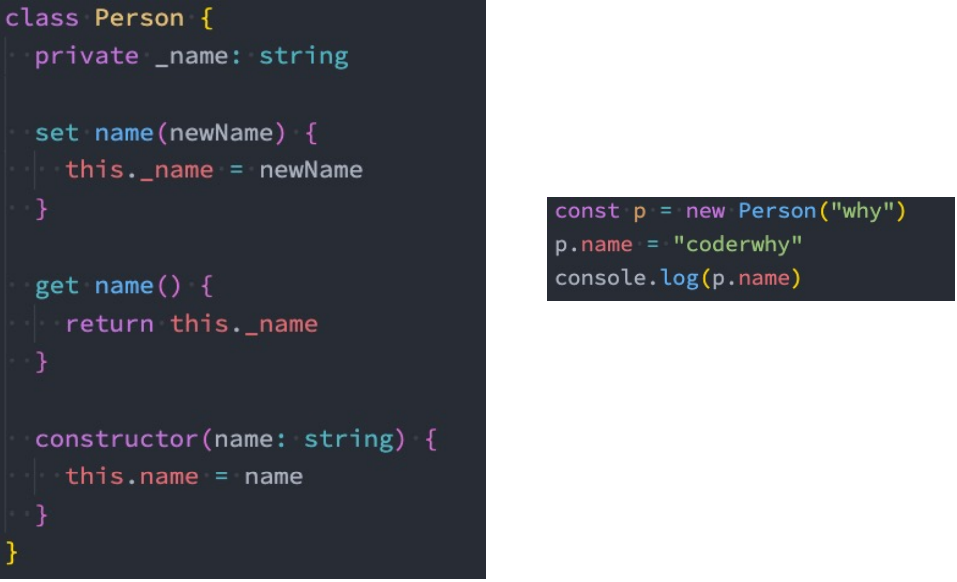 class Person {
  private _name: string
  set name(newName) {
    this._name = newName
  }
  get name() {
    return this._name
  }
  constructor(name: string) {
    this.name = name
  }
}
const p = new Person("why")
p.name = "coderwhy"
console.log(p.name)